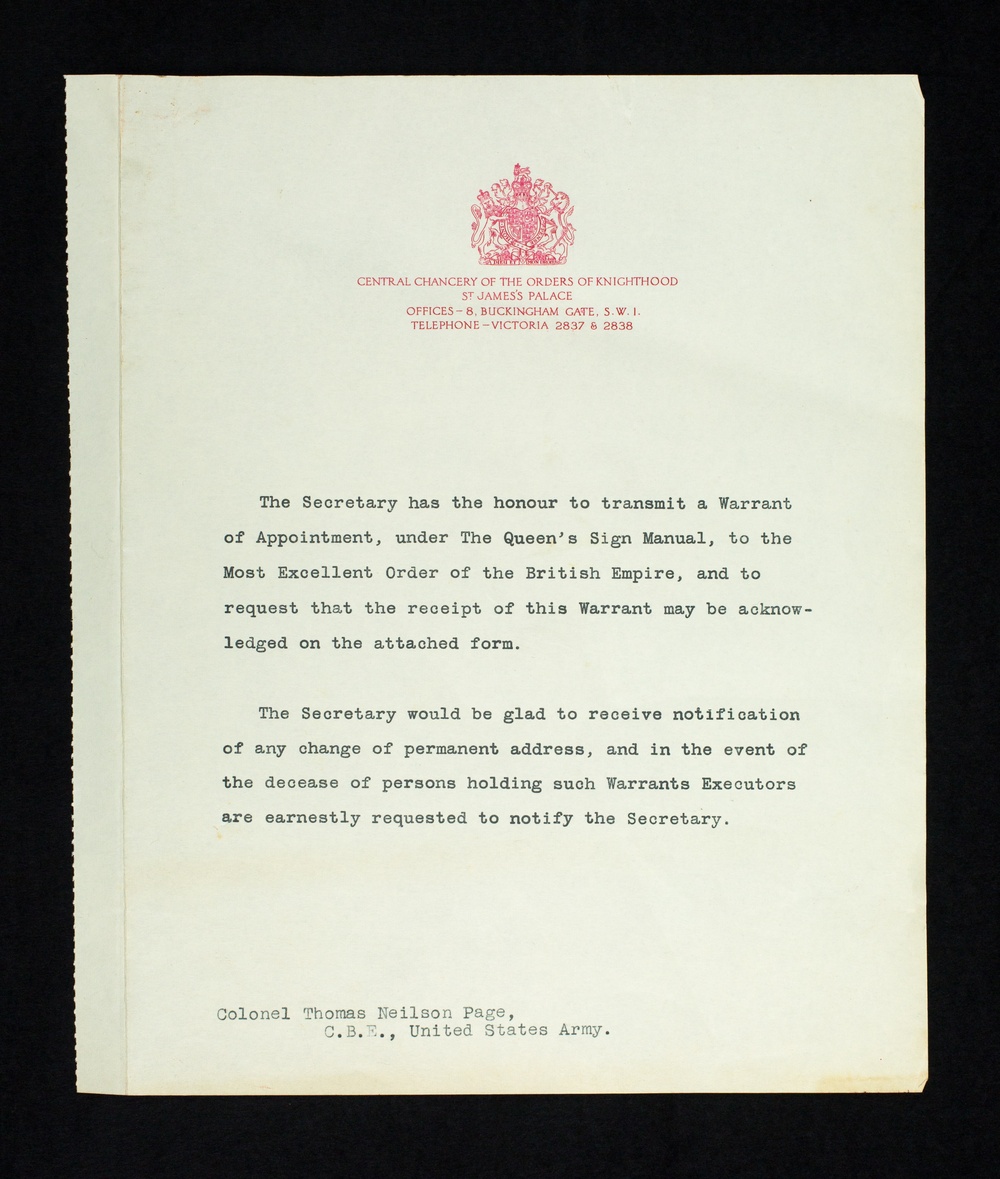 CENTRAL CHANCERY OF THE ORDERS OF KNIGHTHOOD
ST JAMES'S PALACE
OFFICES – 8, BUCKINGHAM GATE, S.W.1.
TELEPHONE – VICTORIA 2837 & 2838
The Secretary has the honour to transmit a Warrant
of Appointment, under The Queen's Sign Manual, to the
Most Excellent Order of the British Empire, and to
request that the receipt of this Warrant may be acknow-
ledged on the attached form.
The Secretary would be glad to receive notification
of any change of permanent address, and in the event of
the decease of persons holding such Warrants Executors
are earnestly requested to notify the Secretary.
Colonel Thomas Neilson Page,
C.B.E., United States Army.